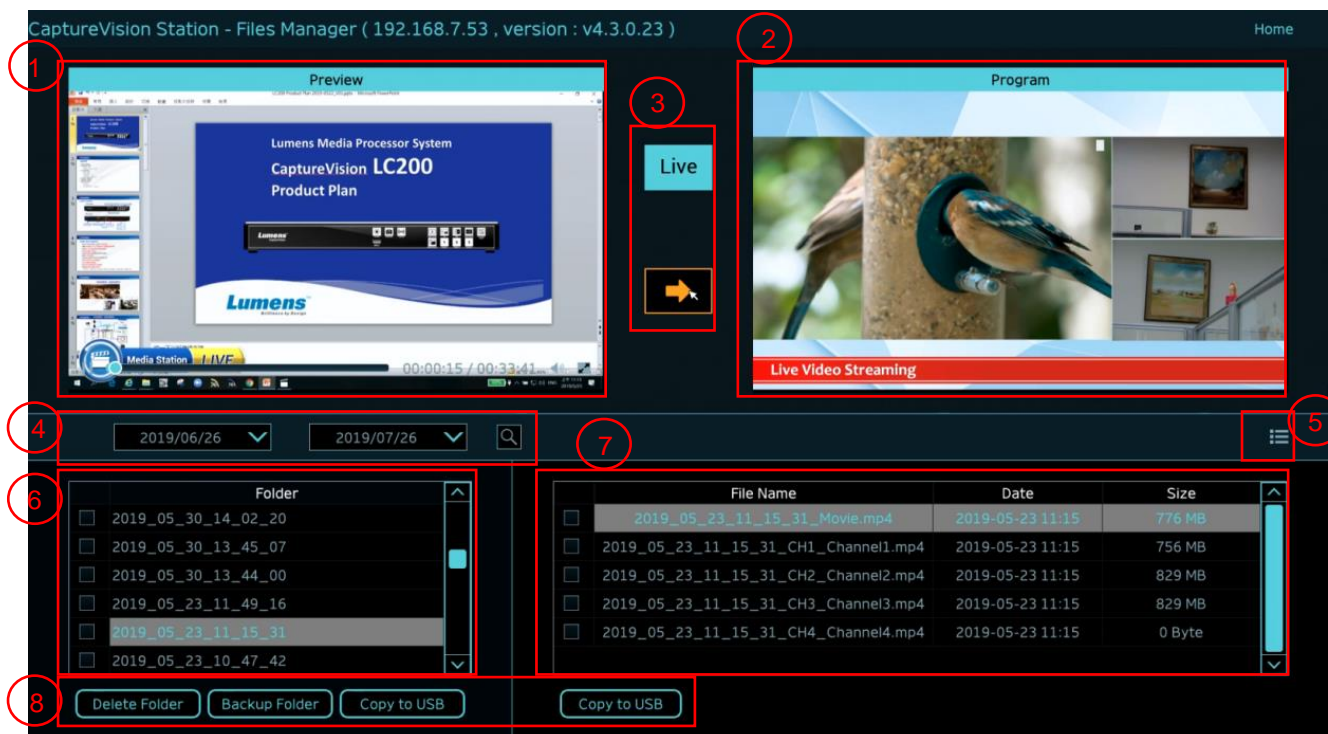 CaptureVision Station - Files Manager ( 192.168.7.53 , version : v4.3.0.23 )
Home
1
2
3
Preview
Program
Lumens Media Processor System
CaptureVision LC200
Product Plan
Lumens
Lumens
Media Station LIVE
00:00:15 / 00:33:41
Live
Live Video Streaming
4
2019/06/26
2019/07/26
7
5
6
Folder
2019_05_30_14_02_20
2019_05_30_13_45_07
2019_05_30_13_44_00
2019_05_23_11_49_16
2019_05_23_11_15_31
2019_05_23_10_47_42
File Name Date Size
2019_05_23_11_15_31_Movie.mp4 2019-05-23 11:15 776 MB
2019_05_23_11_15_31_CH1_Channel1.mp4 2019-05-23 11:15 756 MB
2019_05_23_11_15_31_CH2_Channel2.mp4 2019-05-23 11:15 829 MB
2019_05_23_11_15_31_CH3_Channel3.mp4 2019-05-23 11:15 829 MB
2019_05_23_11_15_31_CH4_Channel4.mp4 2019-05-23 11:15 0 Byte
8
Delete Folder
Backup Folder
Copy to USB
Copy to USB